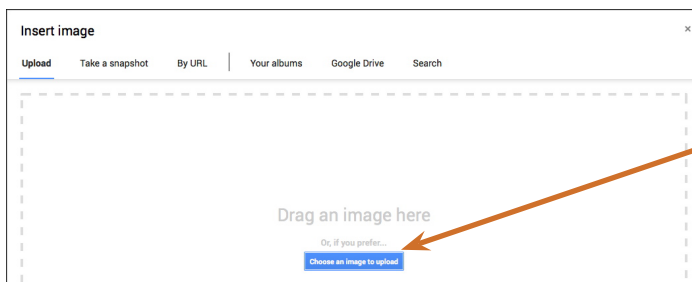 Insert image ×
Upload Take a snapshot By URL Your albums Google Drive Search
Drag an image here
Or, if you prefer...
Choose an image to upload